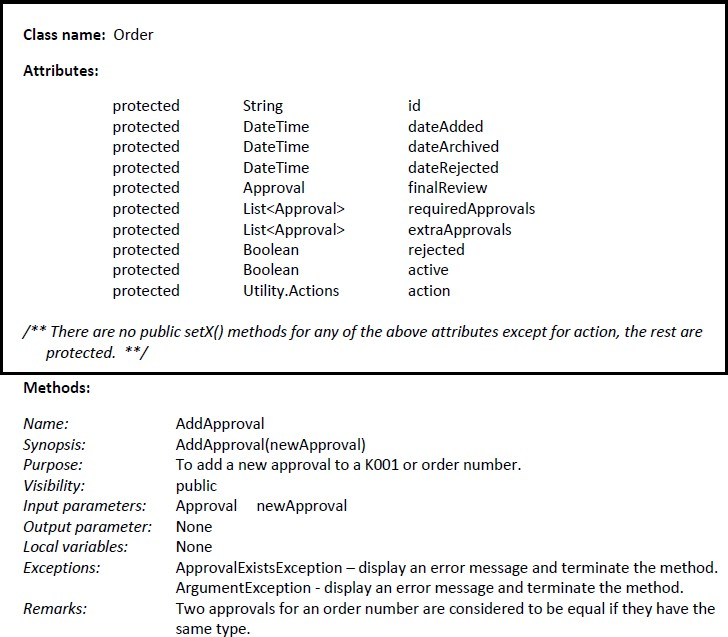 Class name: Order
Attributes:
protected String id
protected DateTime dateAdded
protected DateTime dateArchived
protected DateTime dateRejected
protected Approval finalReview
protected List<Approval> requiredApprovals
protected List<Approval> extraApprovals
protected Boolean rejected
protected Boolean active
protected Utility.Actions action
/** There are no public setX() methods for any of the above attributes except for action, the rest are
protected. **/
Methods:
Name: AddApproval
Synopsis: AddApproval(newApproval)
Purpose: To add a new approval to a K001 or order number.
Visibility: public
Input parameters: Approval newApproval
Output parameter: None
Local variables: None
Exceptions: ApprovalExistsException – display an error message and terminate the method.
ArgumentException - display an error message and terminate the method.
Remarks: Two approvals for an order number are considered to be equal if they have the
same type.